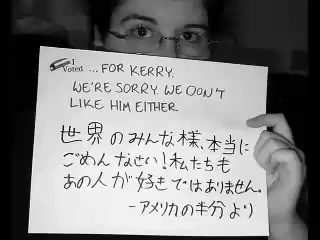 I Voted ...FOR KERRY.
WE'RE SORRY. WE DON'T
LIKE HIM EITHER
世界のみんな様、本当に
ごめんなさい！私たちも
あの人が好きではありません。
-アメリカの半分より